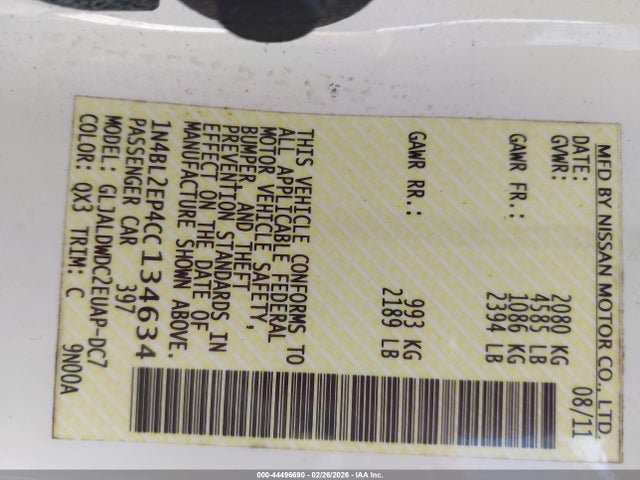 MFD BY NISSAN MOTOR CO., LTD.
DATE: 08/11
GVWR: 2080 KG
4585 LB
GAWR FR.: 1086 KG
2394 LB
GAWR RR.: 993 KG
2189 LB
THIS VEHICLE CONFORMS TO
ALL APPLICABLE FEDERAL
MOTOR VEHICLE SAFETY,
BUMPER, AND THEFT
PREVENTION STANDARDS IN
EFFECT ON THE DATE OF
MANUFACTURE SHOWN ABOVE.
1N4BL2EP4CC134634
PASSENGER CAR 397
MODEL: GLJALDWDC2EUAP-DC7
COLOR: QX3 TRIM: C 9N00A
000-44496690 - 02/26/2026 - IAA Inc.